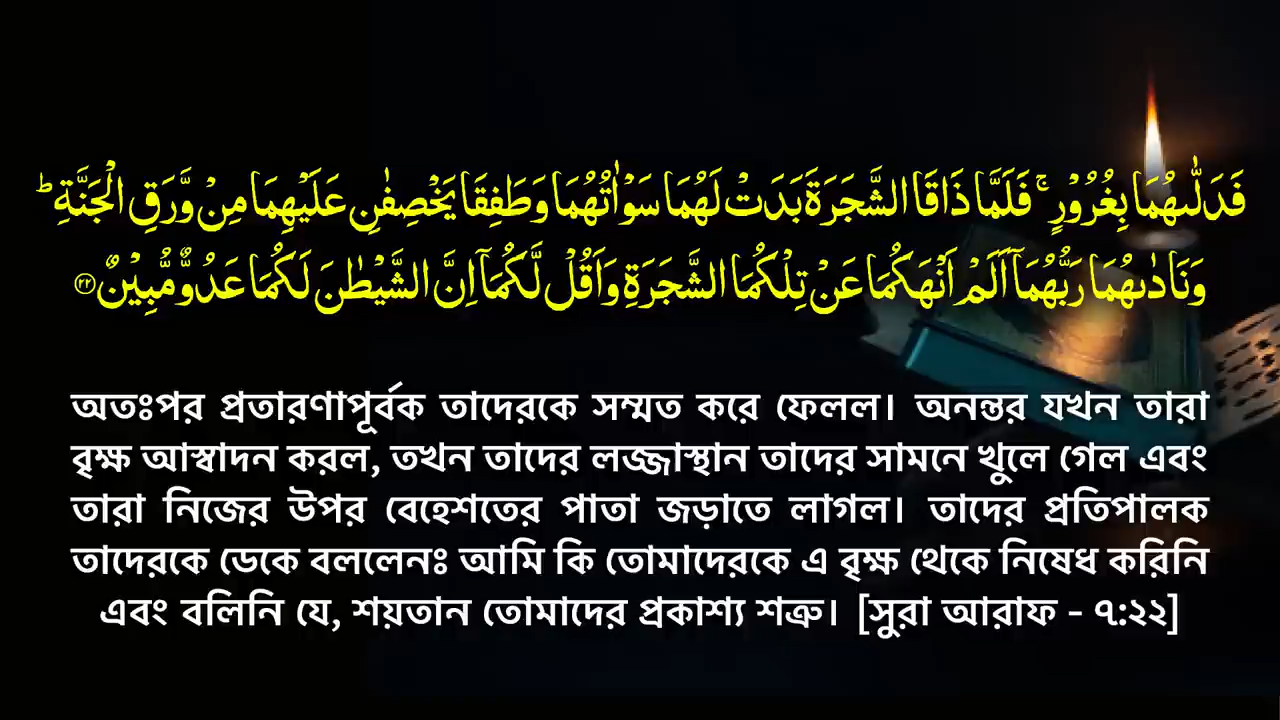 فَدَلّٰىهُمَا بِغُرُوْرٍ ۚ فَلَمَّا ذَاقَا الشَّجَرَةَ بَدَتْ لَهُمَا سَوْاٰتُهُمَا وَطَفِقَا يَخْصِفٰنِ عَلَيْهِمَا مِنْ وَّرَقِ الْجَنَّةِ ؕ
وَنَادٰىهُمَا رَبُّهُمَاۤ اَلَمْ اَنْهَكُمَا عَنْ تِلْكُمَا الشَّجَرَةِ وَاَقُلْ لَّكُمَاۤ اِنَّ الشَّيْطٰنَ لَكُمَا عَدُوٌّ مُّبِيْنٌ ﴿۲۲﴾
অতঃপর প্রতারণাপূর্বক তাদেরকে সম্মত করে ফেলল। অনন্তর যখন তারা
বৃক্ষ আস্বাদন করল, তখন তাদের লজ্জাস্থান তাদের সামনে খুলে গেল এবং
তারা নিজের উপর বেহেশতের পাতা জড়াতে লাগল। তাদের প্রতিপালক
তাদেরকে ডেকে বললেনঃ আমি কি তোমাদেরকে এ বৃক্ষ থেকে নিষেধ করিনি
এবং বলিনি যে, শয়তান তোমাদের প্রকাশ্য শত্রু। [সুরা আরাফ - ৭:২২]